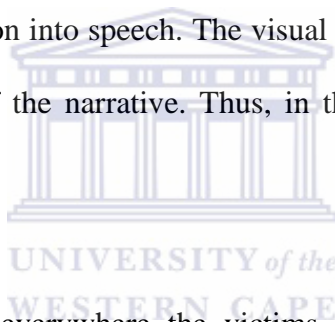 on into speech. The visual
the narrative. Thus, in th
UNIVERSITY of the
WESTERN CAPE
everywhere the victims